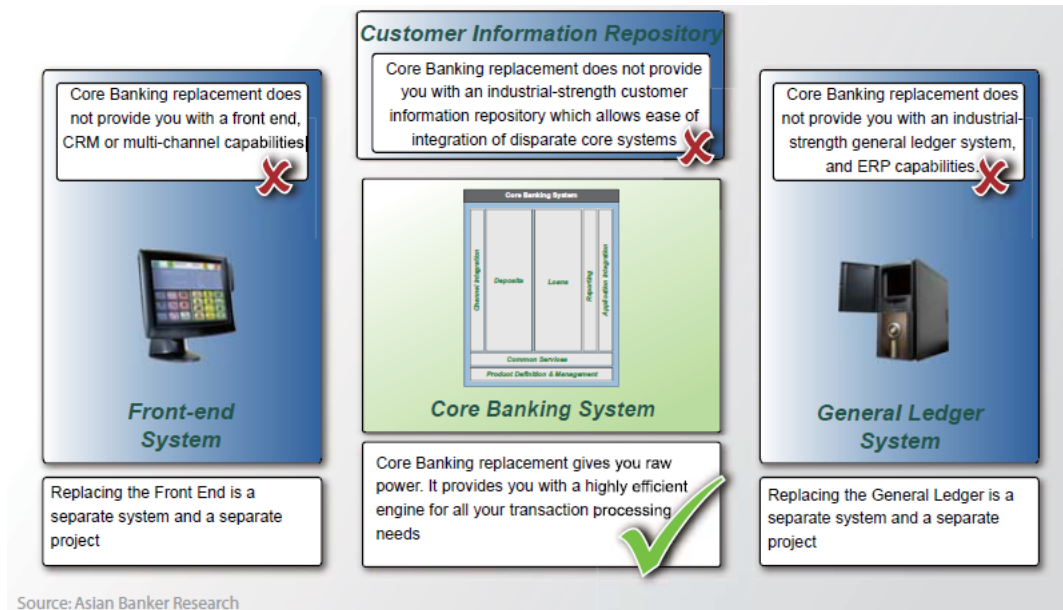 Customer Information Repository
Core Banking replacement does not provide
you with an industrial-strength customer
information repository which allows ease of
integration of disparate core systems
Core Banking replacement does
not provide you with a front end,
CRM or multi-channel capabilities
Front-end
System
Replacing the Front End is a
separate system and a separate
project
Core Banking System
Channel Integration
Deposits
Loans
Reporting
Application Integration
Common Services
Product Definition & Management
Core Banking System
Core Banking replacement gives you raw
power. It provides you with a highly efficient
engine for all your transaction processing
needs
Core Banking replacement does
not provide you with an industrial-
strength general ledger system,
and ERP capabilities.
General Ledger
System
Replacing the General Ledger is a
separate system and a separate
project
Source: Asian Banker Research